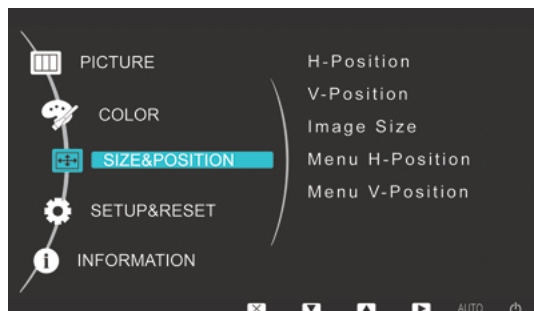 PICTURE
COLOR
SIZE&POSITION
SETUP&RESET
INFORMATION
H-Position
V-Position
Image Size
Menu H-Position
Menu V-Position
AUTO